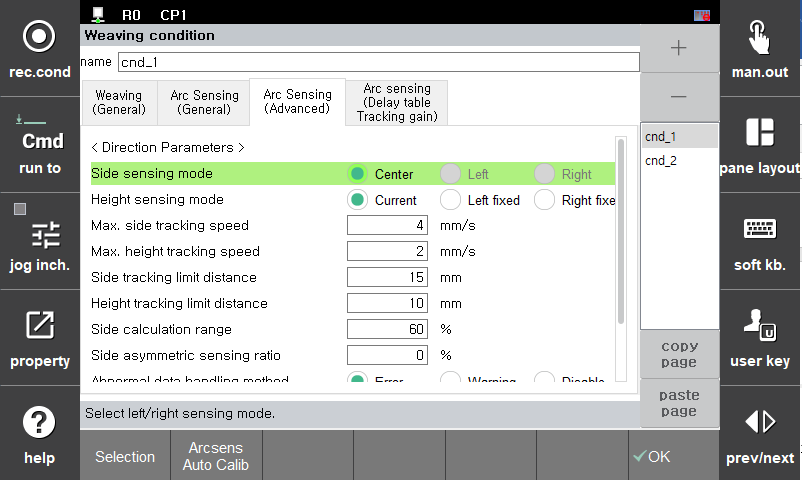 R0 CP1
Weaving condition
name cnd_1
Weaving
(General)
Arc Sensing
(General)
Arc Sensing
(Advanced)
Arc sensing
(Delay table
Tracking gain)
< Direction Parameters >
Side sensing mode Center Left Right
Height sensing mode Current Left fixed Right fixe
Max. side tracking speed 4 mm/s
Max. height tracking speed 2 mm/s
Side tracking limit distance 15 mm
Height tracking limit distance 10 mm
Side calculation range 60 %
Side asymmetric sensing ratio 0 %
Abnormal data handling method Error Warning Disable
Select left/right sensing mode.
+
−
cnd_1
cnd_2
copy
page
paste
page
rec.cond
Cmd
run to
jog inch.
property
?
help
man.out
pane layout
soft kb.
U
user key
prev/next
Selection
Arcsens
Auto Calib
OK